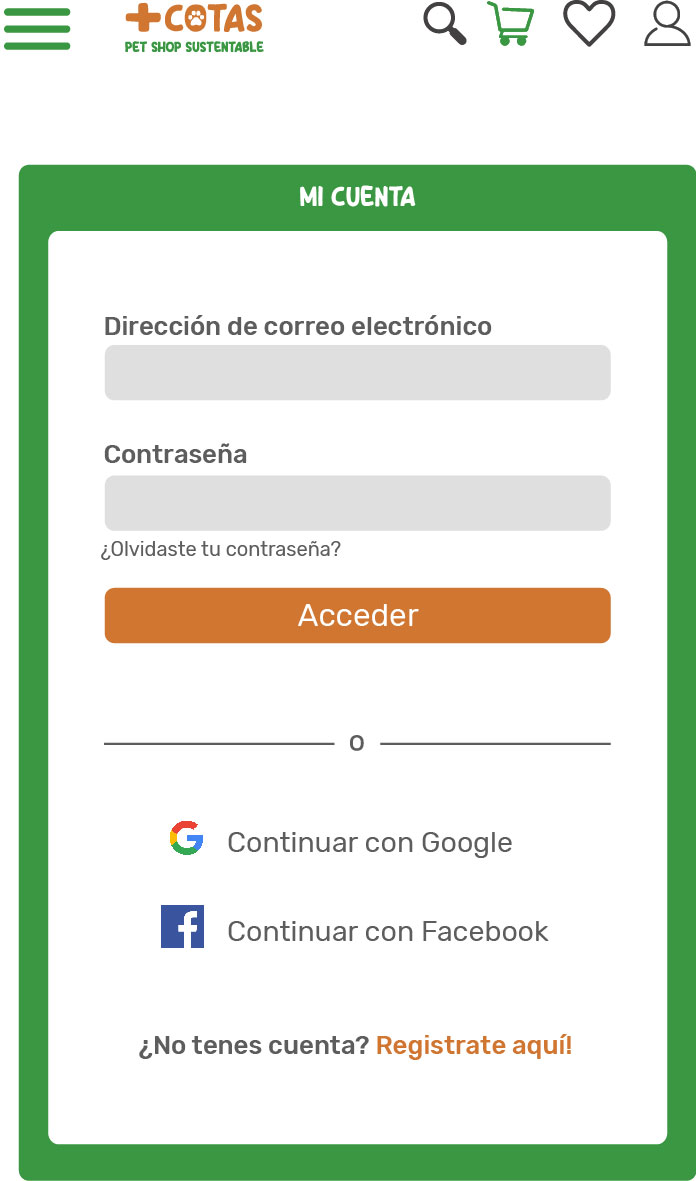 +COTAS
PET SHOP SUSTENTABLE
MI CUENTA
Dirección de correo electrónico
Contraseña
¿Olvidaste tu contraseña?
Acceder
O
Continuar con Google
Continuar con Facebook
¿No tenes cuenta? Registrate aquí!